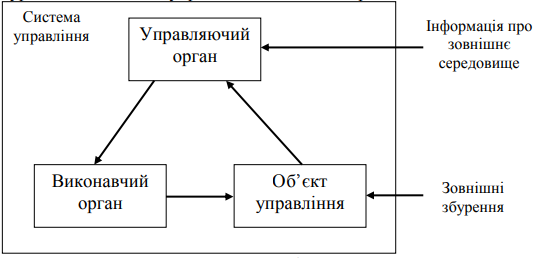 Система
управління
Управляючий
орган
Інформація про
зовнішнє
середовище
Виконавчий
орган
Об’єкт
управління
Зовнішні
збурення